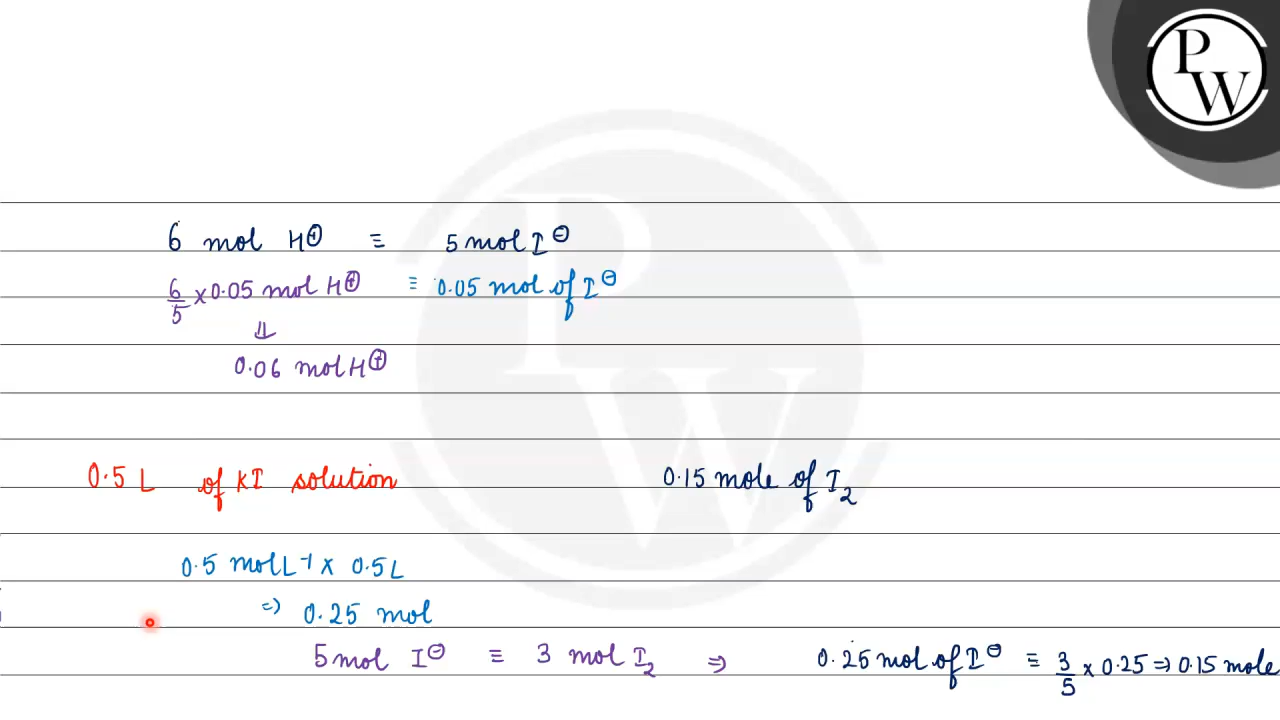 PW
6 mol H⊕ ≡ 5 mol I⊖
6/5 × 0.05 mol H⊕ ≡ 0.05 mol of I⊖
⇓
0.06 mol H⊕
0.5 L of KI solution 0.15 mole of I₂
0.5 mol L⁻¹ × 0.5 L
⇒ 0.25 mol
5 mol I⊖ ≡ 3 mol I₂ ⇒ 0.25 mol of I⊖ ≡ 3/5 × 0.25 ⇒ 0.15 mole